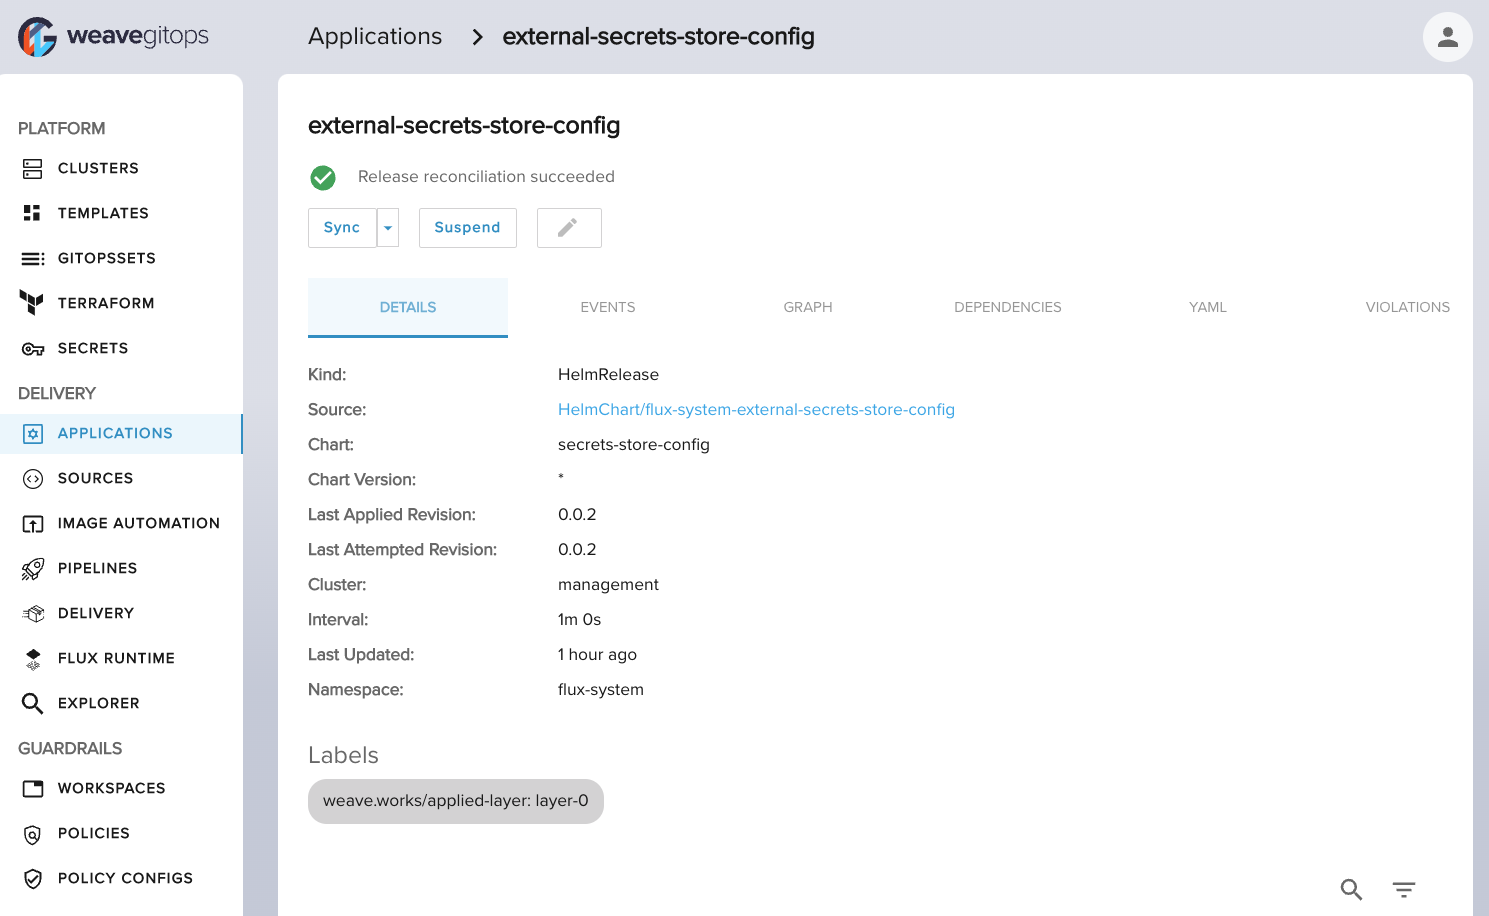 weavegitops
Applications > external-secrets-store-config
PLATFORM
CLUSTERS
TEMPLATES
GITOPSSETS
TERRAFORM
SECRETS
DELIVERY
APPLICATIONS
SOURCES
IMAGE AUTOMATION
PIPELINES
DELIVERY
FLUX RUNTIME
EXPLORER
GUARDRAILS
WORKSPACES
POLICIES
POLICY CONFIGS
external-secrets-store-config
Release reconciliation succeeded
Sync Suspend
DETAILS EVENTS GRAPH DEPENDENCIES YAML VIOLATIONS
Kind: HelmRelease
Source: HelmChart/flux-system-external-secrets-store-config
Chart: secrets-store-config
Chart Version: *
Last Applied Revision: 0.0.2
Last Attempted Revision: 0.0.2
Cluster: management
Interval: 1m 0s
Last Updated: 1 hour ago
Namespace: flux-system
Labels
weave.works/applied-layer: layer-0